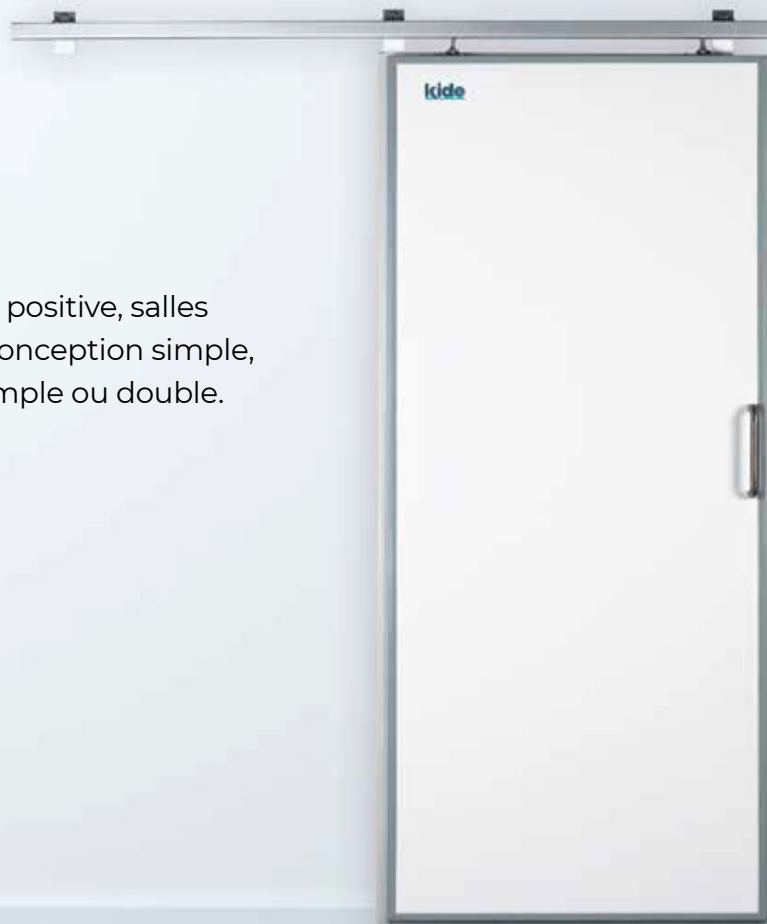 kide
positive, salles
onception simple,
mple ou double.